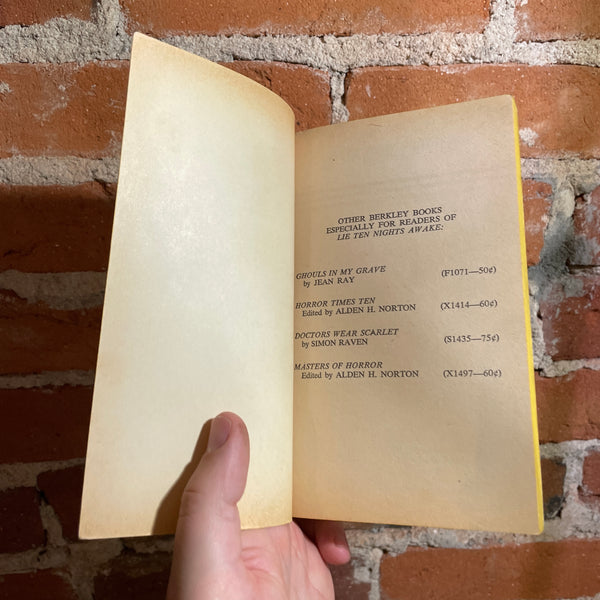 OTHER BERKLEY BOOKS
ESPECIALLY FOR READERS OF
LIE TEN NIGHTS AWAKE:
GHOULS IN MY GRAVE (F1071—50¢)
by JEAN RAY
HORROR TIMES TEN (X1414—60¢)
Edited by ALDEN H. NORTON
DOCTORS WEAR SCARLET (S1435—75¢)
by SIMON RAVEN
MASTERS OF HORROR (X1497—60¢)
Edited by ALDEN H. NORTON